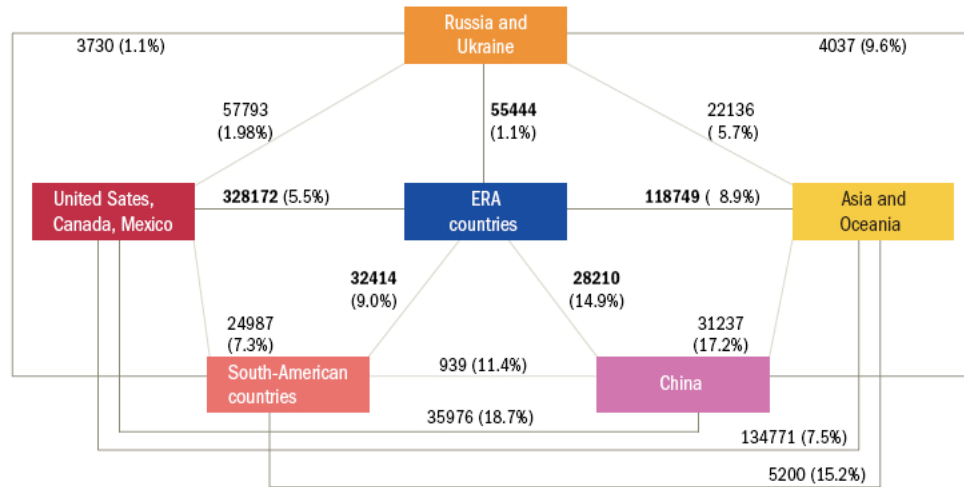 Russia and
Ukraine
3730 (1.1%)
4037 (9.6%)
57793
(1.98%)
55444
(1.1%)
22136
( 5.7%)
United Sates,
Canada, Mexico
328172 (5.5%)
ERA
countries
118749 ( 8.9%)
Asia and
Oceania
32414
(9.0%)
28210
(14.9%)
24987
(7.3%)
31237
(17.2%)
South-American
countries
939 (11.4%)
China
35976 (18.7%)
134771 (7.5%)
5200 (15.2%)